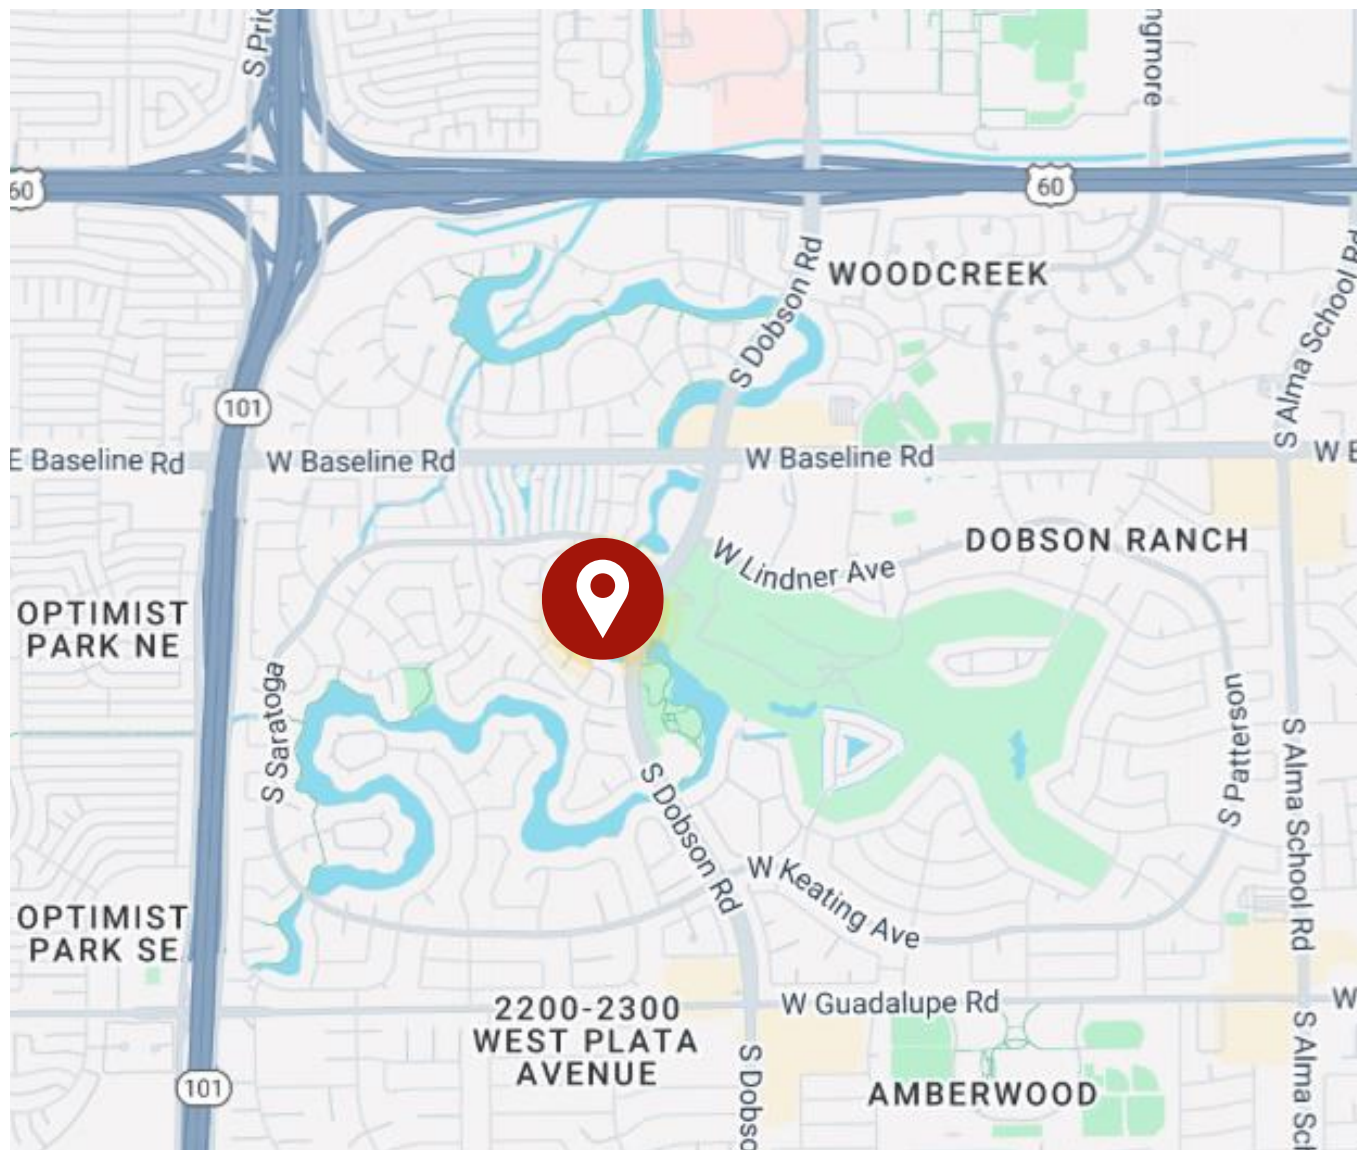 S Pric
ngmore
60
60
S Dobson Rd
WOODCREEK
S Alma School Rd
101
E Baseline Rd
W Baseline Rd
W Baseline Rd
W B
W Lindner Ave
DOBSON RANCH
OPTIMIST
PARK NE
S Saratoga
S Patterson
S Alma School Rd
S Dobson Rd
W Keating Ave
OPTIMIST
PARK SE
2200-2300
WEST PLATA
AVENUE
W Guadalupe Rd
W
S Dobso
S Alma Scl
101
AMBERWOOD